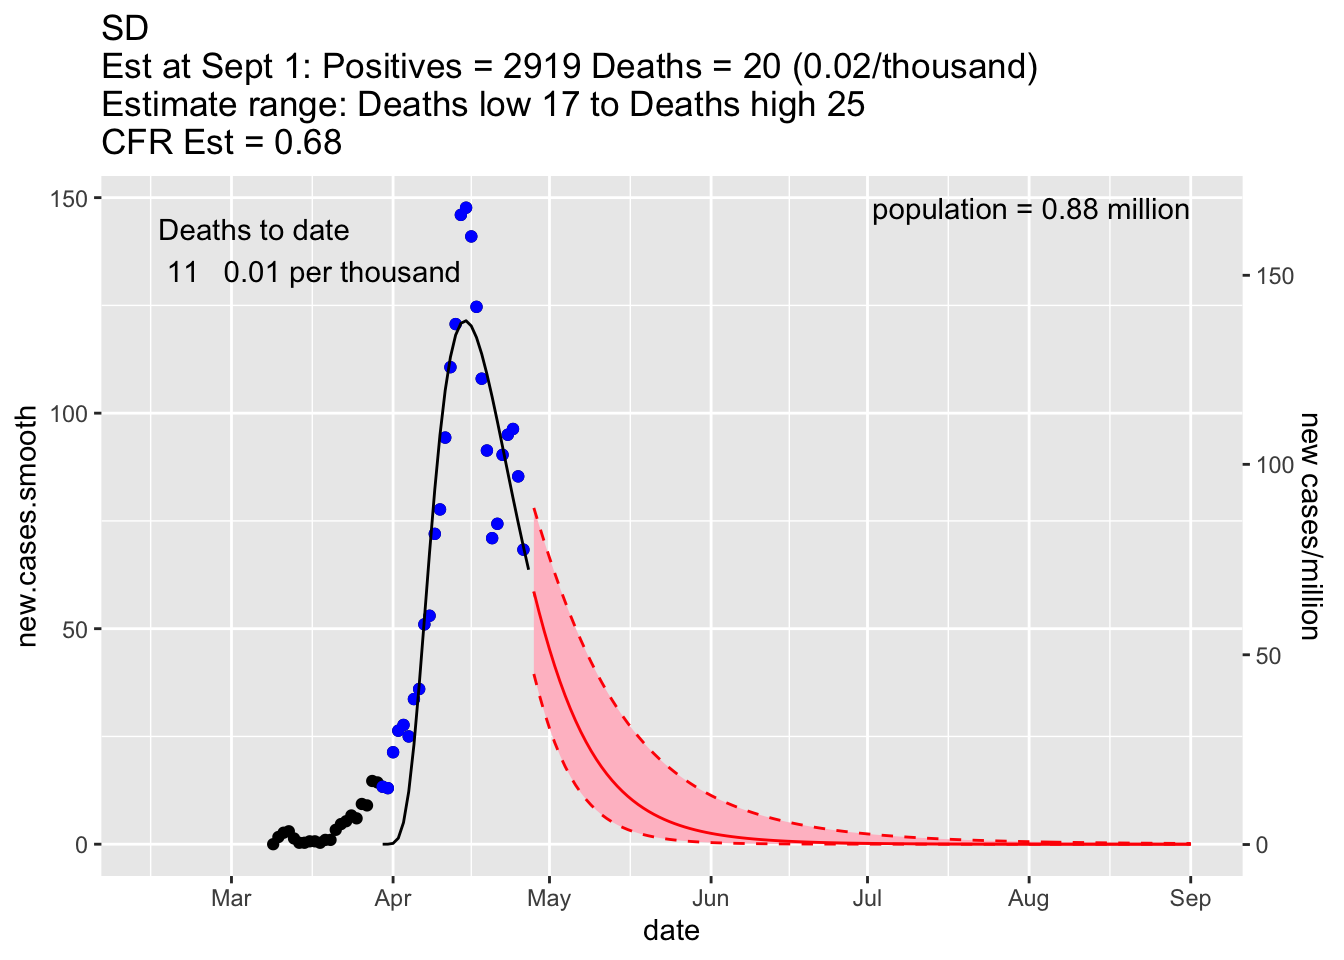 SD
Est at Sept 1: Positives = 2919 Deaths = 20 (0.02/thousand)
Estimate range: Deaths low 17 to Deaths high 25
CFR Est = 0.68
Deaths to date
11 0.01 per thousand
population = 0.88 million
150
100
50
0
new.cases.smooth
150
100
50
0
new cases/million
Mar Apr May Jun Jul Aug Sep
date